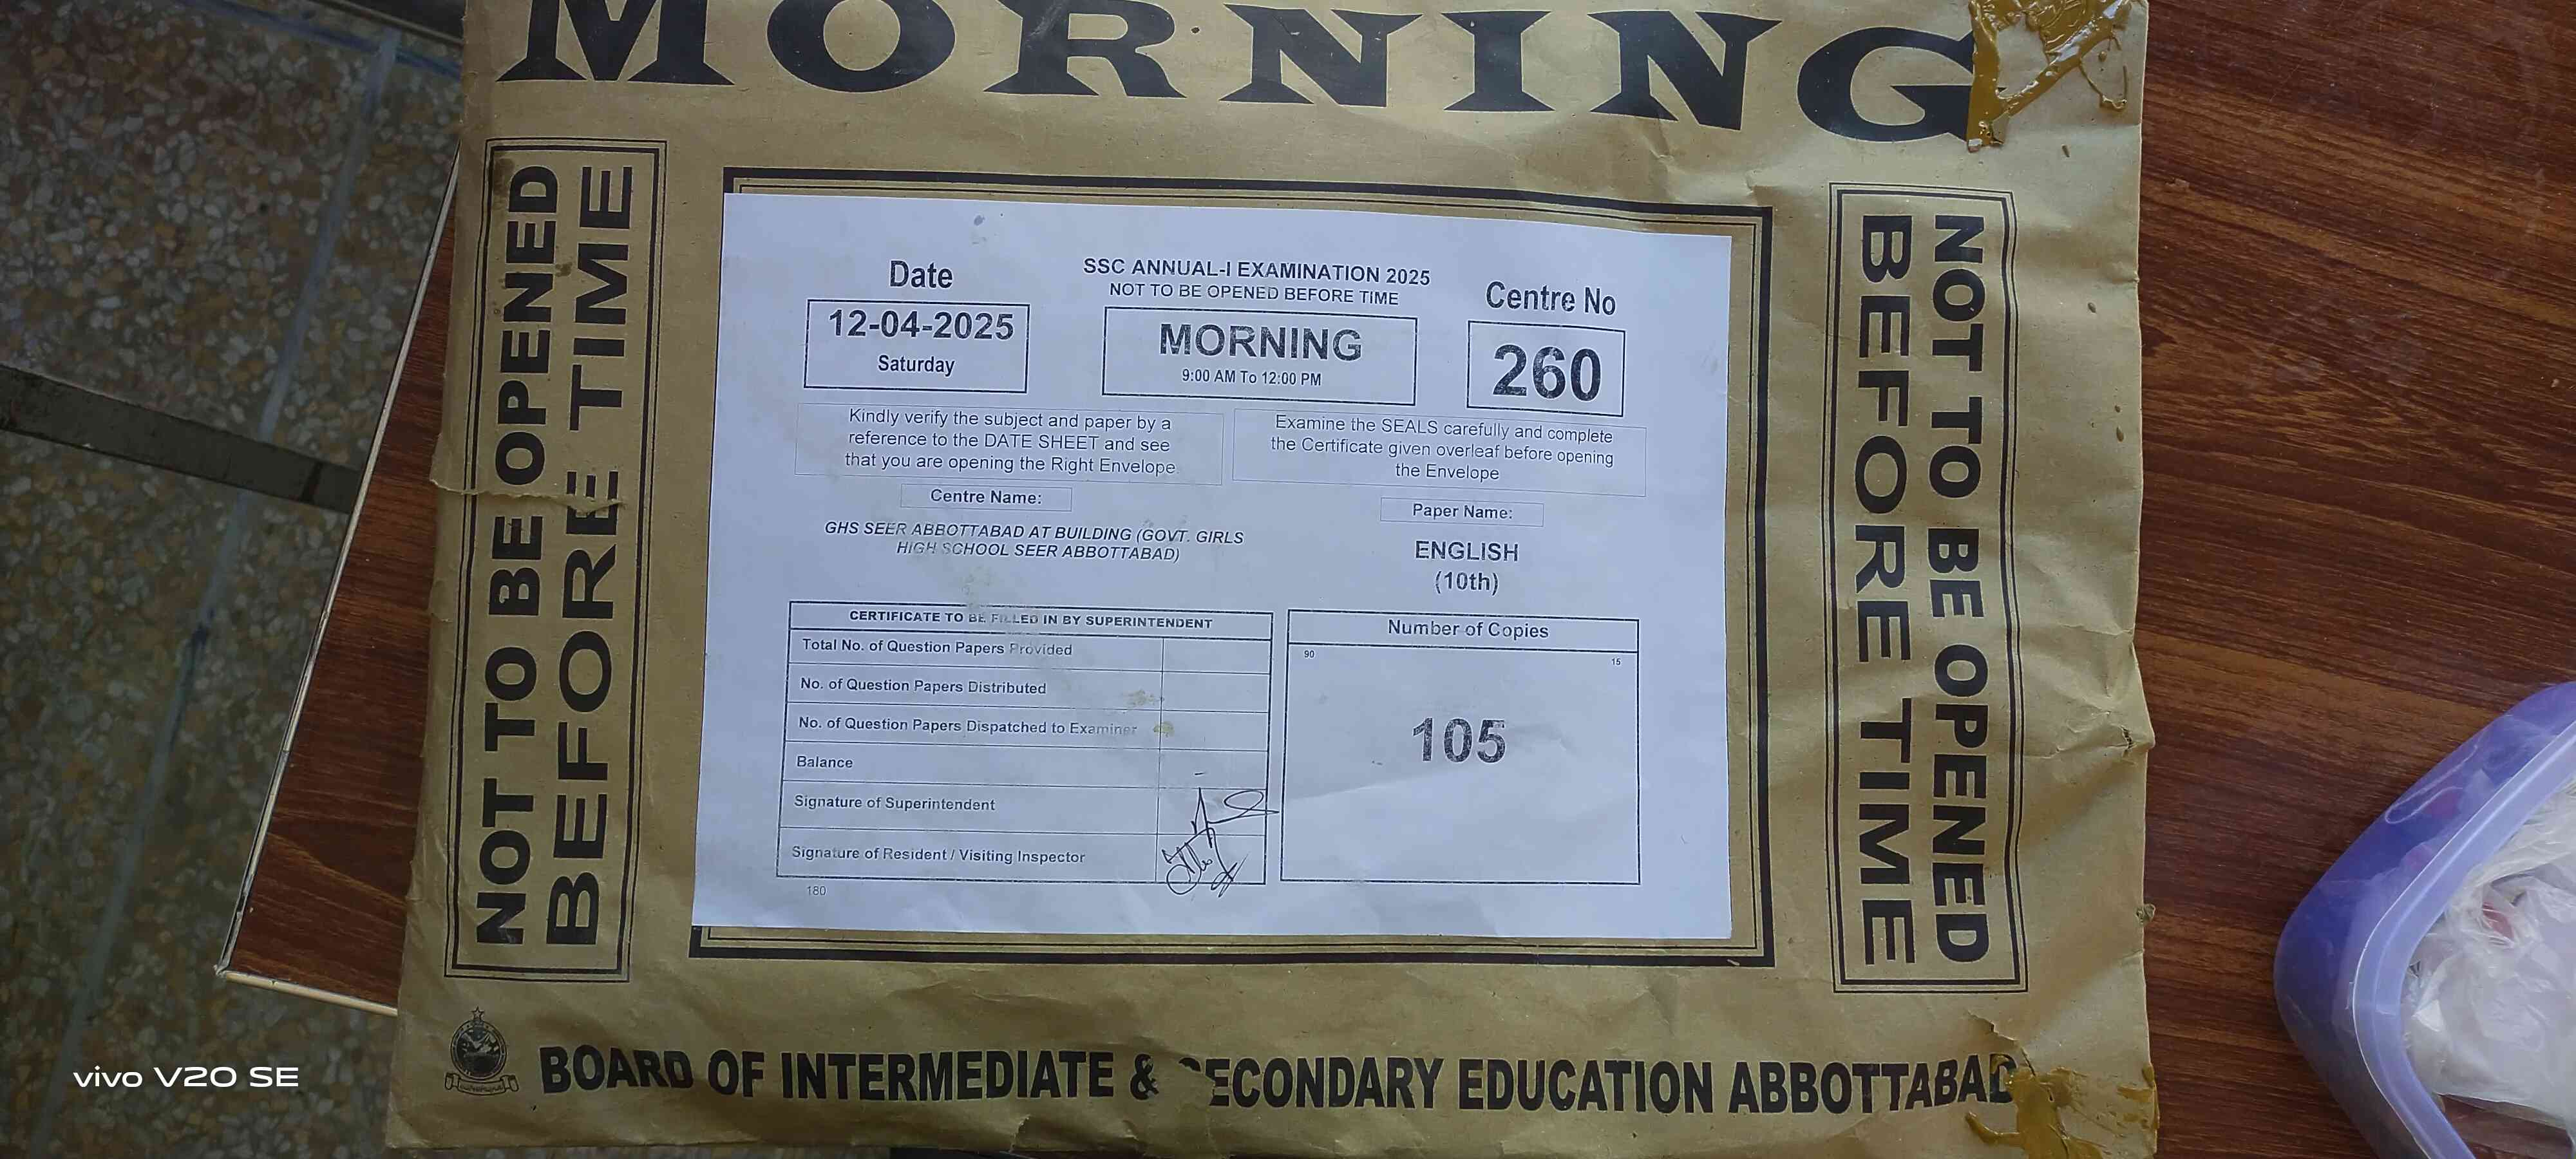 MORNING
NOT TO BE OPENED
BEFORE TIME
Date
12-04-2025
Saturday
SSC ANNUAL-I EXAMINATION 2025
NOT TO BE OPENED BEFORE TIME
MORNING
9:00 AM To 12:00 PM
Centre No
260
Kindly verify the subject and paper by a
reference to the DATE SHEET and see
that you are opening the Right Envelope.
Examine the SEALS carefully and complete
the Certificate given overleaf before opening
the Envelope
Centre Name:
GHS SEER ABBOTTABAD AT BUILDING (GOVT. GIRLS
HIGH SCHOOL SEER ABBOTTABAD)
Paper Name:
ENGLISH
(10th)
CERTIFICATE TO BE FILLED IN BY SUPERINTENDENT
Total No. of Question Papers Provided
No. of Question Papers Distributed
No. of Question Papers Dispatched to Examiner
Balance
Signature of Superintendent
Signature of Resident / Visiting Inspector
180
Number of Copies
90 15
105
NOT TO BE OPENED
BEFORE TIME
BOARD OF INTERMEDIATE & SECONDARY EDUCATION ABBOTTABAD
vivo V20 SE